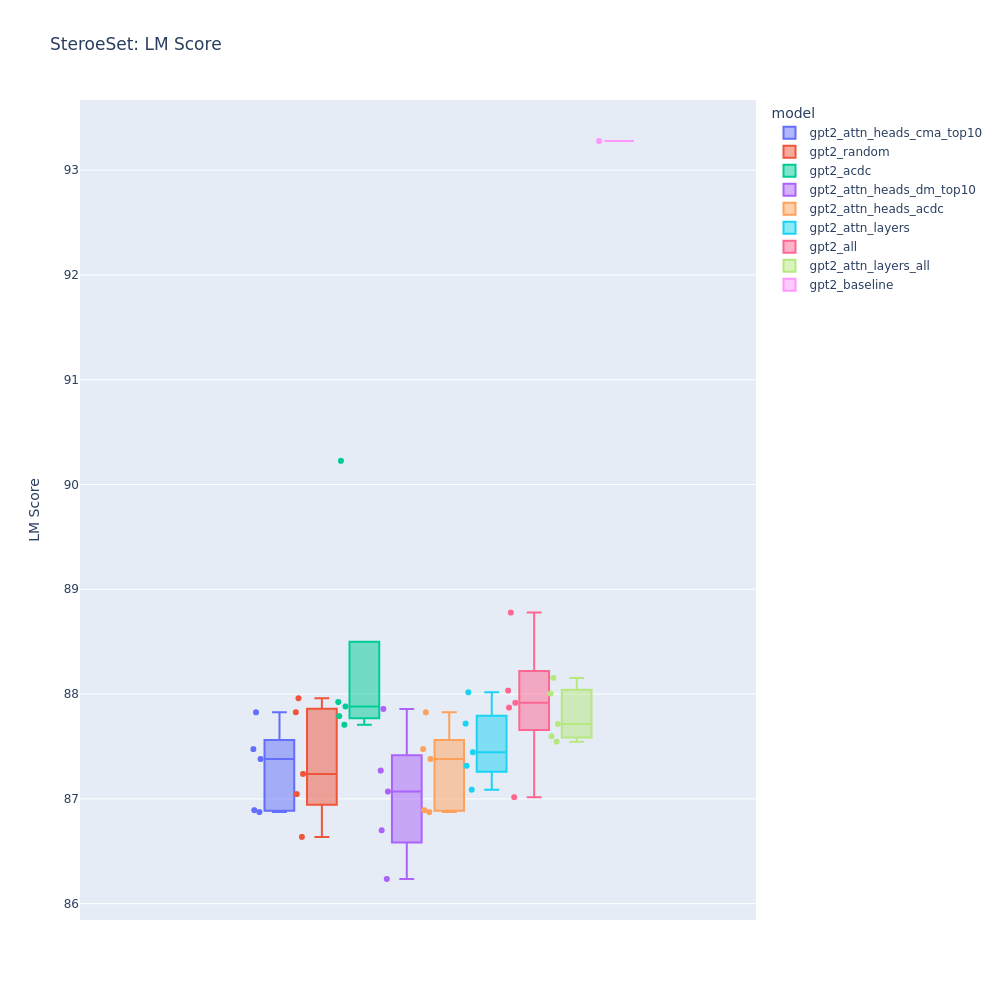 SteroeSet: LM Score
LM Score
93
92
91
90
89
88
87
86
model
gpt2_attn_heads_cma_top10
gpt2_random
gpt2_acdc
gpt2_attn_heads_dm_top10
gpt2_attn_heads_acdc
gpt2_attn_layers
gpt2_all
gpt2_attn_layers_all
gpt2_baseline